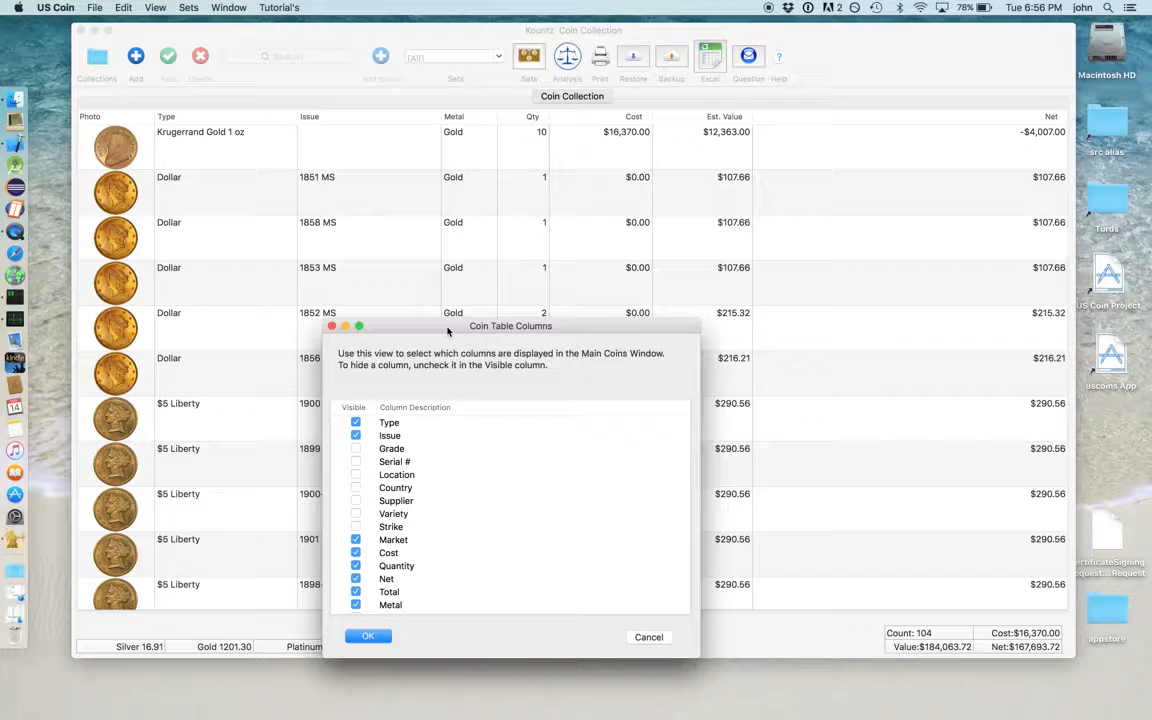 US Coin File Edit View Sets Window Tutorial's
2 78% Tue 6:56 PM john
Kountz Coin Collection
Search
[All]
Collections Add Edit Delete Sets Sets Analysis Print Restore Backup Excel Question Help
Macintosh HD
Coin Collection
Photo Type Issue Metal Qty Cost Est. Value Net
Krugerrand Gold 1 oz Gold 10 $16,370.00 $12,363.00 -$4,007.00
src alias
Dollar 1851 MS Gold 1 $0.00 $107.66 $107.66
Dollar 1858 MS Gold 1 $0.00 $107.66 $107.66
Turds
Dollar 1853 MS Gold 1 $0.00 $107.66 $107.66
US Coin Project
Dollar 1852 MS Gold 2 $0.00 $215.32 $215.32
Dollar 1856 $216.21 $216.21
uscoins App
$5 Liberty 1900 $290.56 $290.56
$5 Liberty 1899 $290.56 $290.56
$5 Liberty 1900- $290.56 $290.56
$5 Liberty 1901 $290.56 $290.56
$5 Liberty 1898- $290.56 $290.56
ertificateSigning
equest....Request
appstore
Coin Table Columns
Use this view to select which columns are displayed in the Main Coins Window.
To hide a column, uncheck it in the Visible column.
Visible Column Description
Type
Issue
Grade
Serial #
Location
Country
Supplier
Variety
Strike
Market
Cost
Quantity
Net
Total
Metal
OK Cancel
Silver 16.91 Gold 1201.30 Platinum
Count: 104 Cost:$16,370.00
Value:$184,063.72 Net:$167,693.72
kindle
14